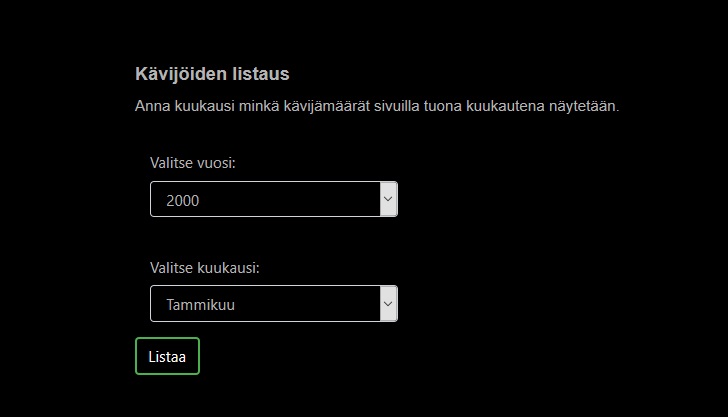 Kävijöiden listaus
Anna kuukausi minkä kävijämäärät sivuilla tuona kuukautena näytetään.
Valitse vuosi:
2000
Valitse kuukausi:
Tammikuu
Listaa